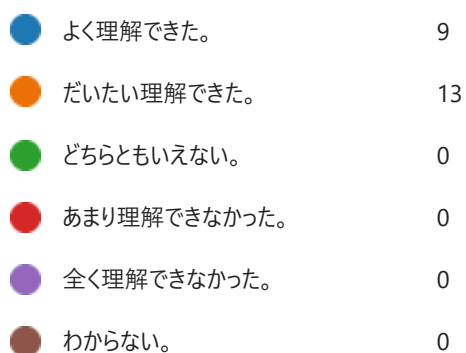 よく理解できた。 9
だいたい理解できた。 13
どちらともいえない。 0
あまり理解できなかった。 0
全く理解できなかった。 0
わからない。 0